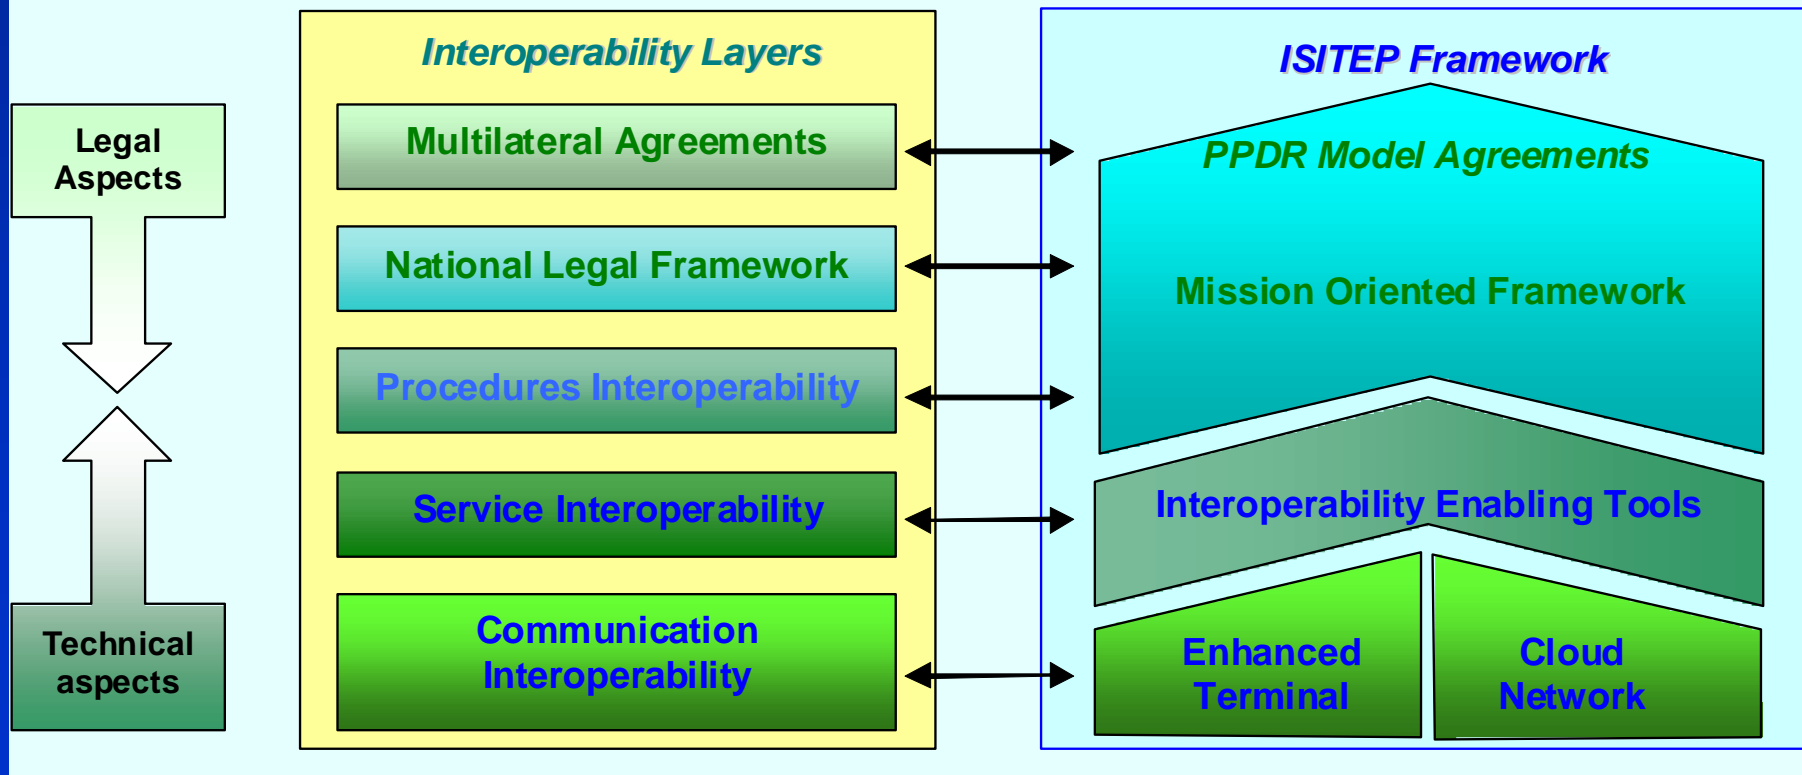 Legal
Aspects
Technical
aspects
Interoperability Layers
Multilateral Agreements
National Legal Framework
Procedures Interoperability
Service Interoperability
Communication
Interoperability
ISITEP Framework
PPDR Model Agreements
Mission Oriented Framework
Interoperability Enabling Tools
Enhanced
Terminal
Cloud
Network